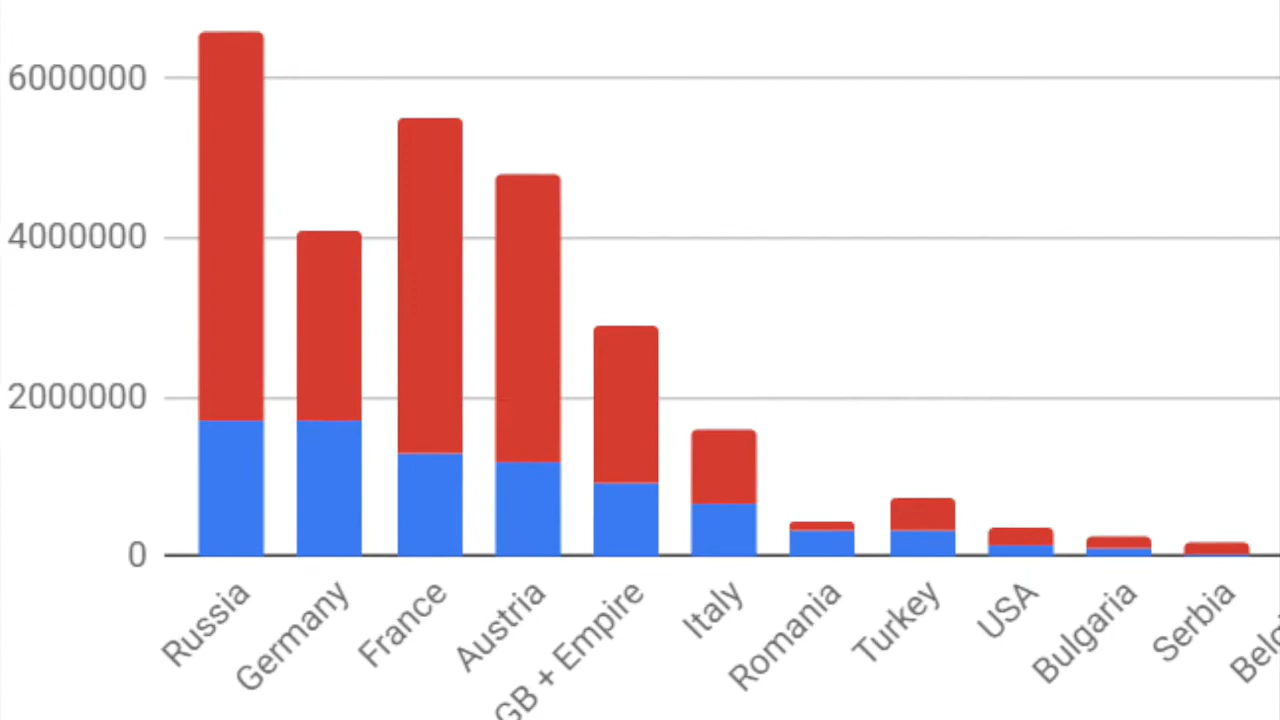 6000000
4000000
2000000
0
Russia
Germany
France
Austria
GB + Empire
Italy
Romania
Turkey
USA
Bulgaria
Serbia